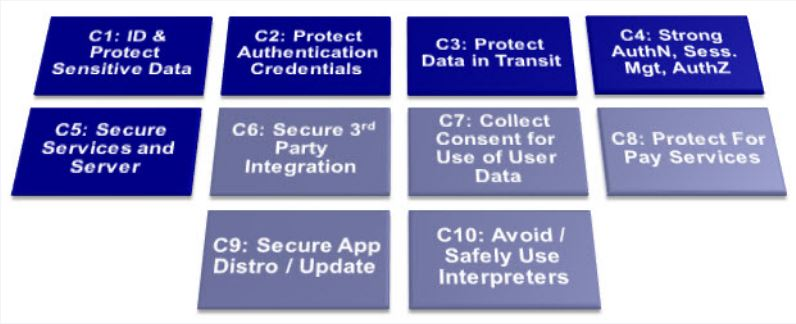 C1: ID &
Protect
Sensitive Data
C2: Protect
Authentication
Credentials
C3: Protect
Data in Transit
C4: Strong
AuthN, Sess.
Mgt, AuthZ
C5: Secure
Services and
Server
C6: Secure 3rd
Party
Integration
C7: Collect
Consent for
Use of User
Data
C8: Protect For
Pay Services
C9: Secure App
Distro / Update
C10: Avoid /
Safely Use
Interpreters